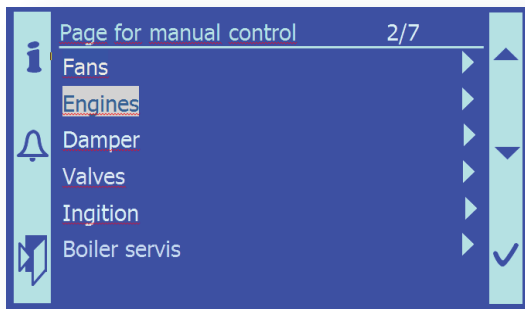 Page for manual control 2/7
Fans
Engines
Damper
Valves
Ingition
Boiler servis